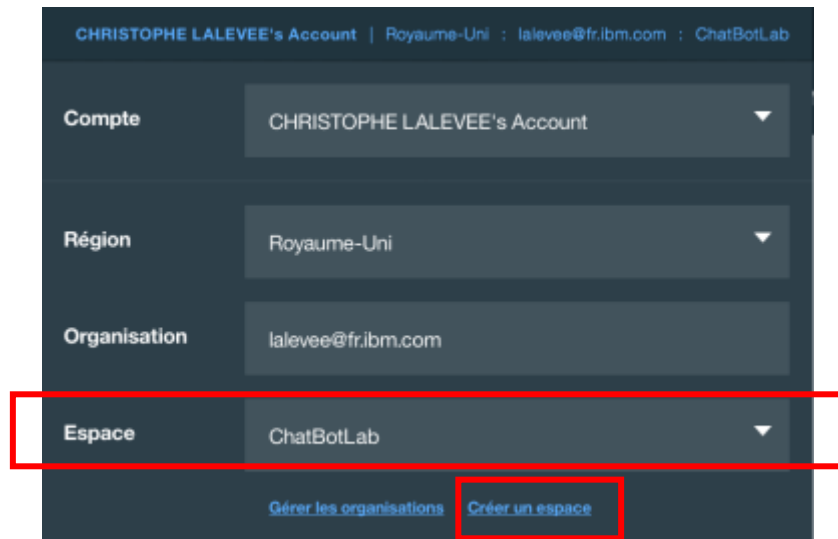 CHRISTOPHE LALEVEE's Account | Royaume-Uni : lalevee@fr.ibm.com : ChatBotLab
Compte CHRISTOPHE LALEVEE's Account
Région Royaume-Uni
Organisation lalevee@fr.ibm.com
Espace ChatBotLab
Gérer les organisations Créer un espace